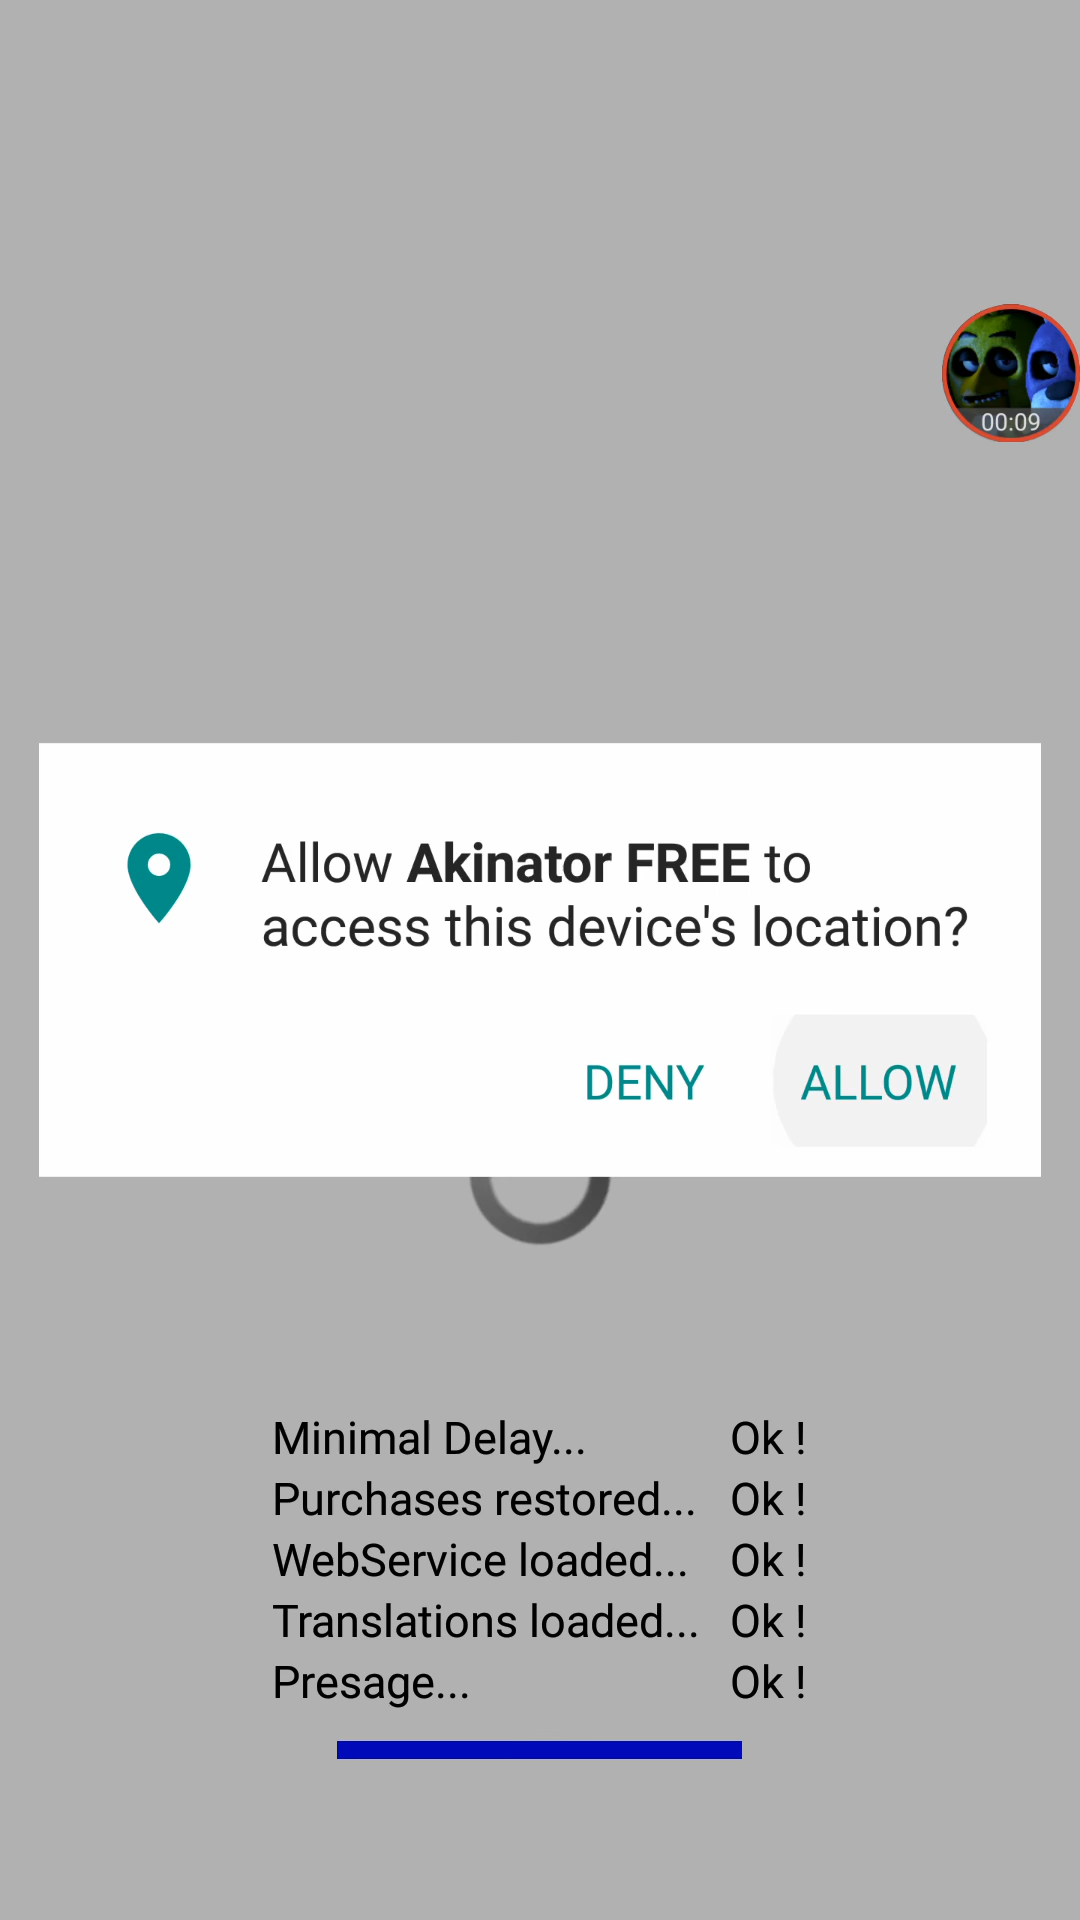 00:09
Allow Akinator FREE to
access this device's location?
DENY ALLOW
Minimal Delay... Ok !
Purchases restored... Ok !
WebService loaded... Ok !
Translations loaded... Ok !
Presage... Ok !